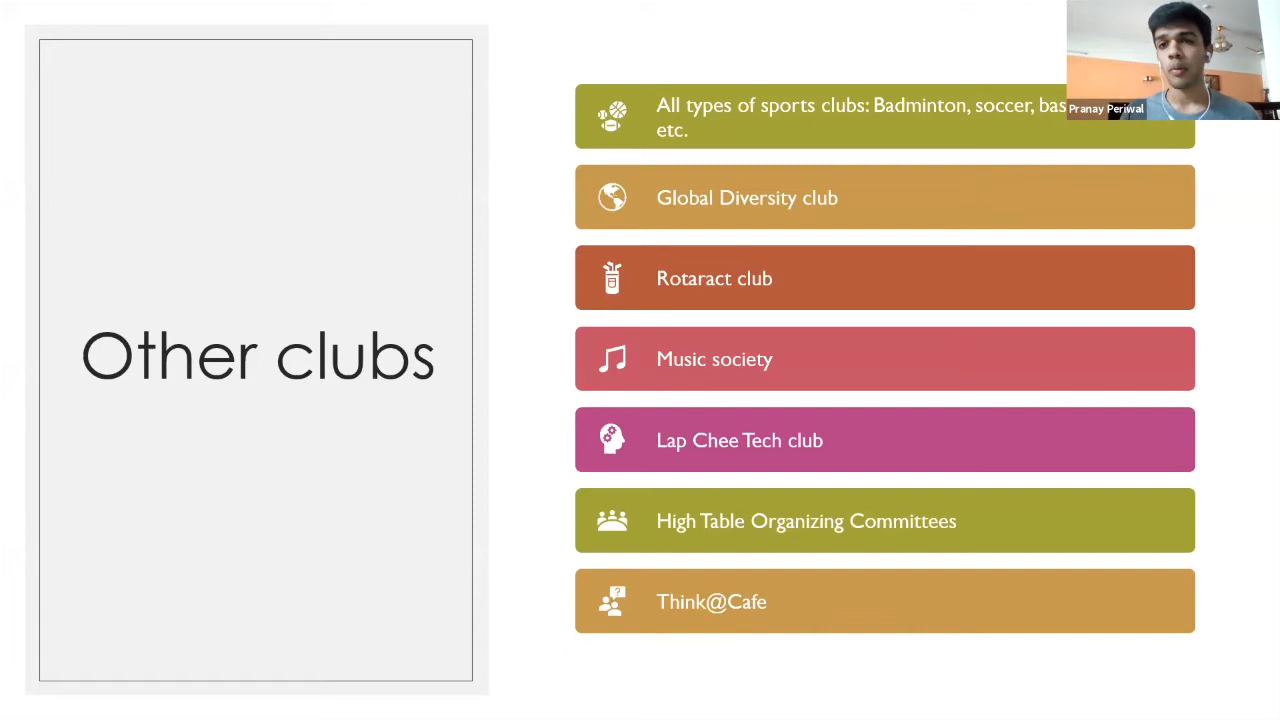 Other clubs
All types of sports clubs: Badminton, soccer,
etc.
Global Diversity club
Rotaract club
Music society
Lap Chee Tech club
High Table Organizing Committees
Think@Cafe
Pranay Periwal